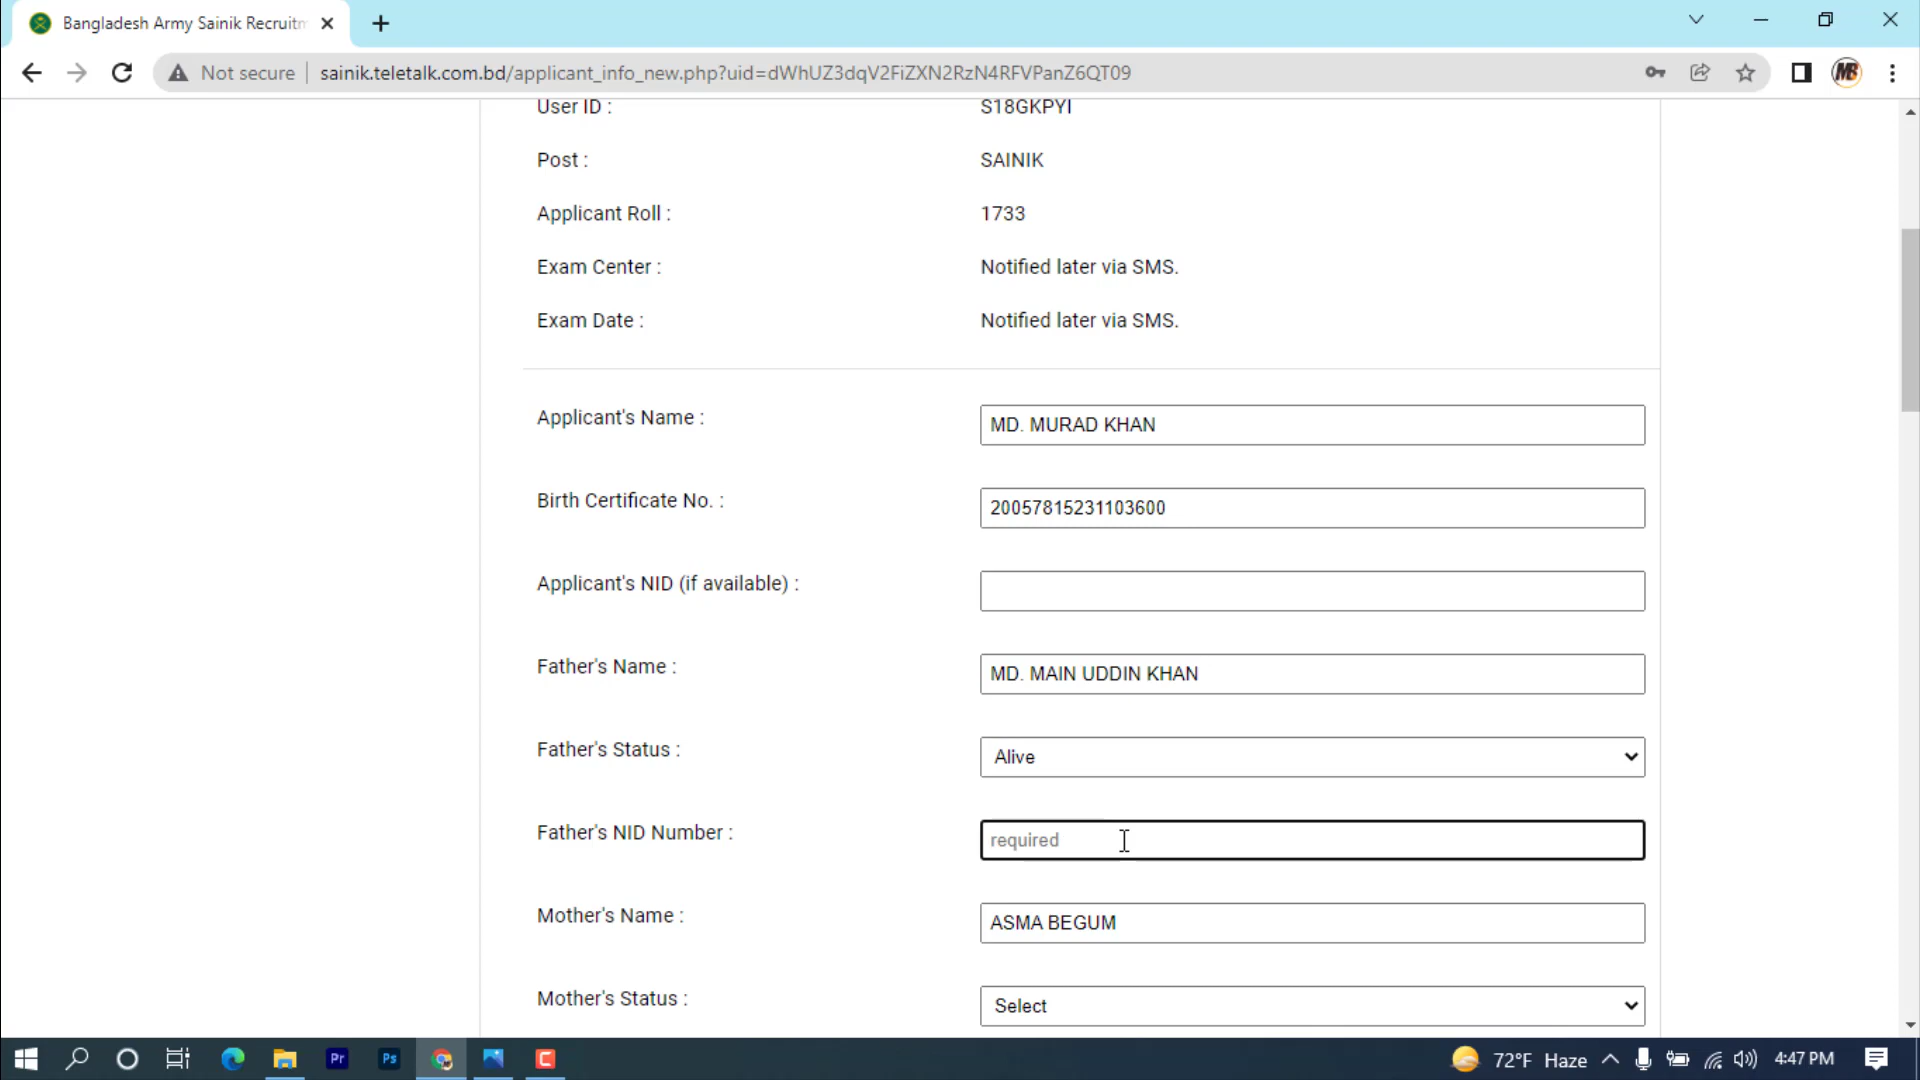 Bangladesh Army Sainik Recruitm
Not secure
sainik.teletalk.com.bd/applicant_info_new.php?uid=dWhUZ3dqV2FiZXN2RzN4RFVPanZ6QT09
MB
User ID : S18GKPYI
Post : SAINIK
Applicant Roll : 1733
Exam Center : Notified later via SMS.
Exam Date : Notified later via SMS.
Applicant's Name : MD. MURAD KHAN
Birth Certificate No. : 20057815231103600
Applicant's NID (if available) :
Father's Name : MD. MAIN UDDIN KHAN
Father's Status : Alive
Father's NID Number : required
Mother's Name : ASMA BEGUM
Mother's Status : Select
Pr Ps C 72°F Haze 4:47 PM